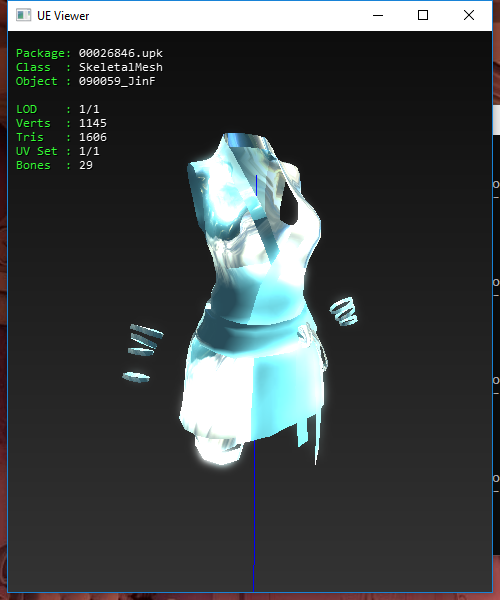 UE Viewer
Package: 00026846.upk
Class  : SkeletalMesh
Object : 090059_JinF
LOD    : 1/1
Verts  : 1145
Tris   : 1606
UV Set : 1/1
Bones  : 29